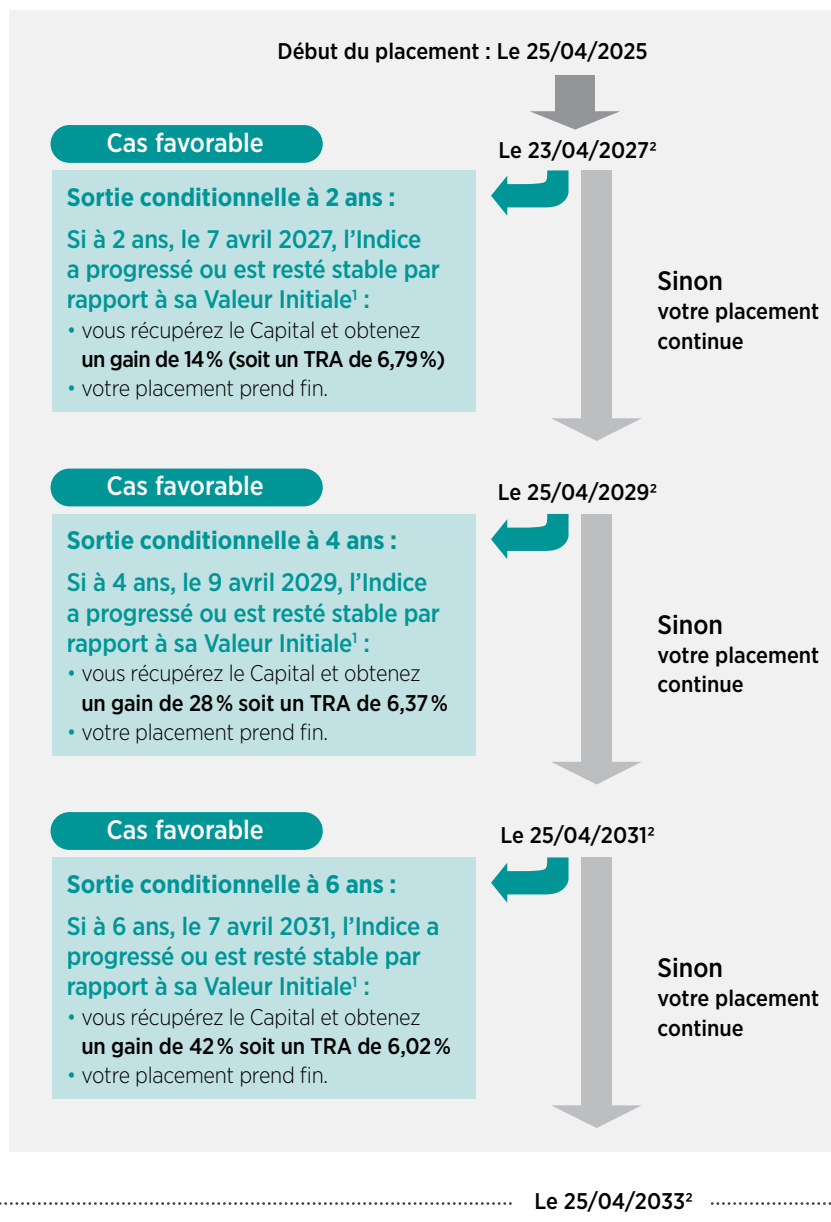 Début du placement : Le 25/04/2025
Cas favorable
Le 23/04/2027²
Sortie conditionnelle à 2 ans :
Si à 2 ans, le 7 avril 2027, l’Indice
a progressé ou est resté stable par
rapport à sa Valeur Initiale¹ :
• vous récupérez le Capital et obtenez
un gain de 14 % (soit un TRA de 6,79 %)
• votre placement prend fin.
Sinon
votre placement
continue
Cas favorable
Le 25/04/2029²
Sortie conditionnelle à 4 ans :
Si à 4 ans, le 9 avril 2029, l’Indice
a progressé ou est resté stable par
rapport à sa Valeur Initiale¹ :
• vous récupérez le Capital et obtenez
un gain de 28 % soit un TRA de 6,37 %
• votre placement prend fin.
Sinon
votre placement
continue
Cas favorable
Le 25/04/2031²
Sortie conditionnelle à 6 ans :
Si à 6 ans, le 7 avril 2031, l’Indice a
progressé ou est resté stable par
rapport à sa Valeur Initiale¹ :
• vous récupérez le Capital et obtenez
un gain de 42 % soit un TRA de 6,02 %
• votre placement prend fin.
Sinon
votre placement
continue
Le 25/04/2033²